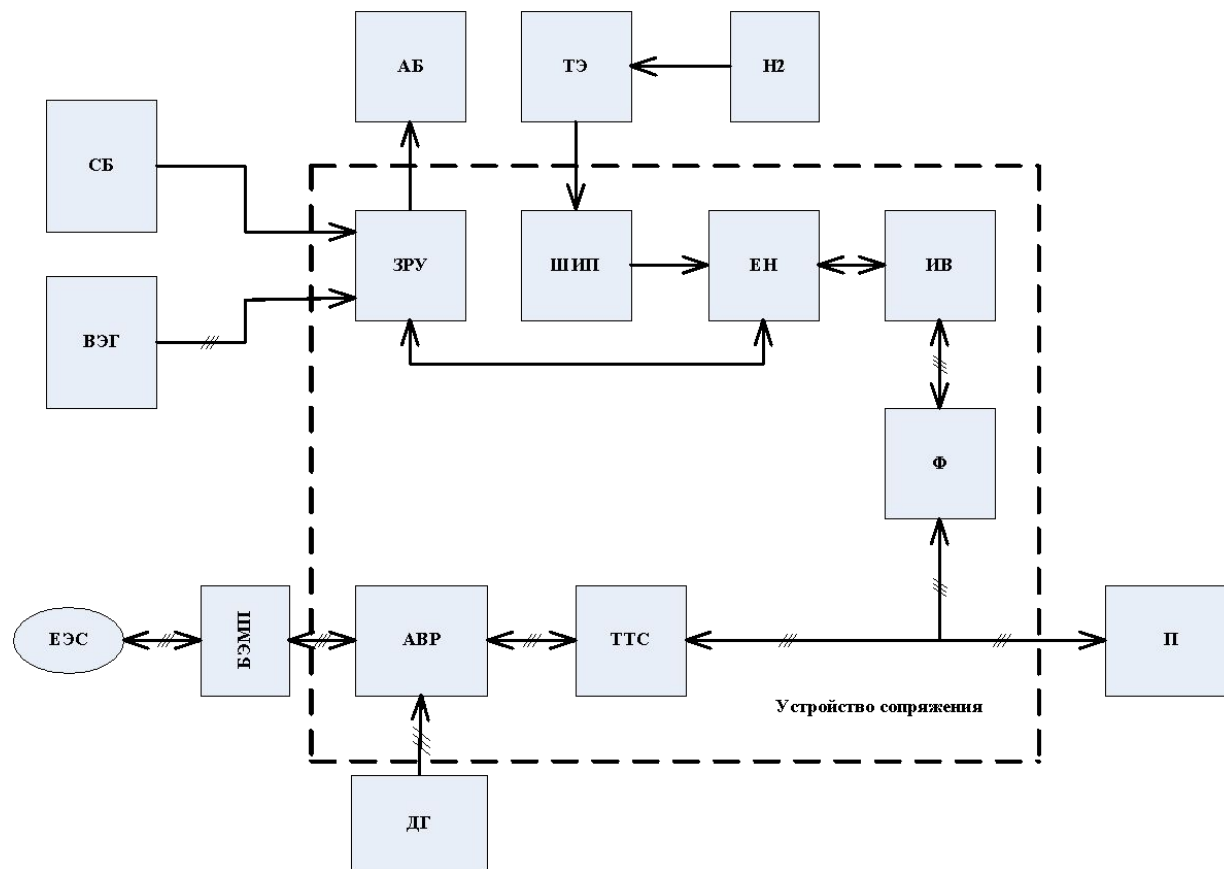 АБ
ТЭ
Н2
СБ
ЗРУ
ШИП
ЕН
ИВ
ВЭГ
Ф
ЕЭС
БЭМП
АВР
ТТС
П
Устройство сопряжения
ДГ